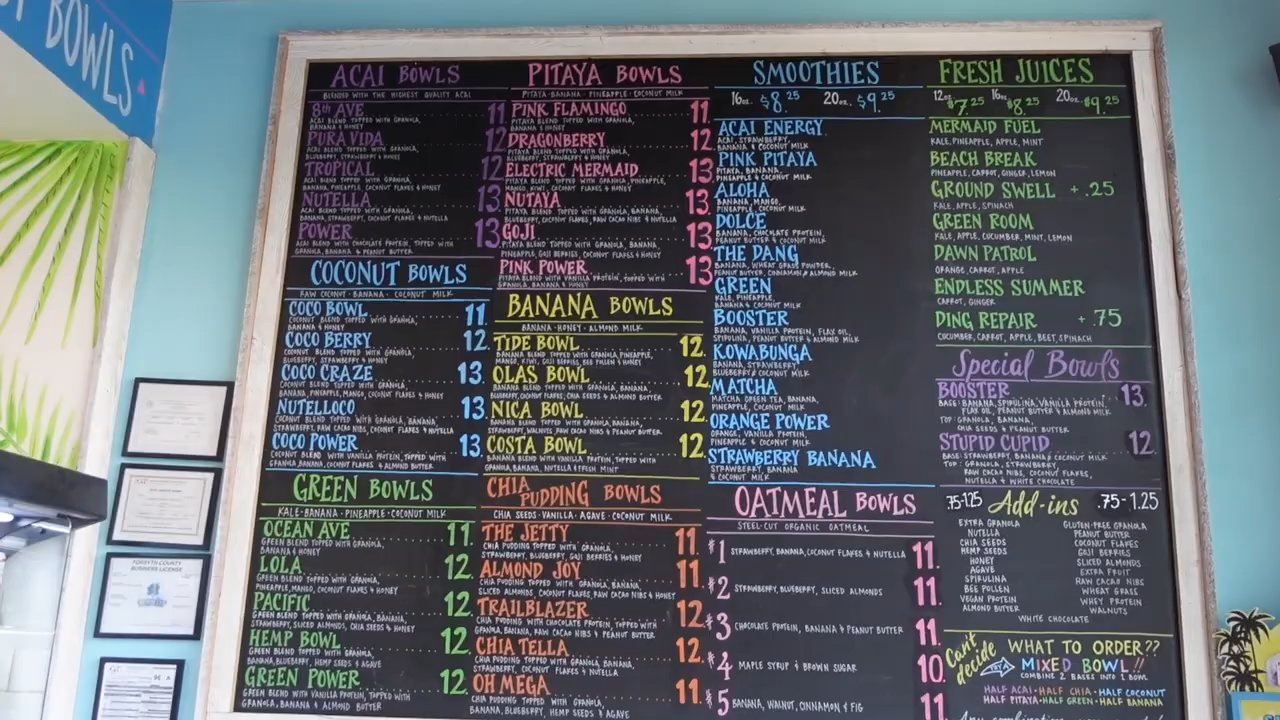 BOWLS
ACAI BOWLS
BLENDED WITH THE HIGHEST QUALITY ACAI
8th AVE 11.
ACAI BLEND TOPPED WITH GRANOLA,
BANANA & HONEY
PURA VIDA 12
ACAI BLEND TOPPED WITH GRANOLA,
BLUEBERRY, STRAWBERRY & HONEY
TROPICAL 12
ACAI BLEND TOPPED WITH GRANOLA,
BANANA, PINEAPPLE, COCONUT FLAKES & HONEY
NUTELLA 13
ACAI BLEND TOPPED WITH GRANOLA,
BANANA, STRAWBERRY, COCONUT FLAKES & NUTELLA
POWER 13
ACAI BLEND WITH CHOCOLATE PROTEIN, TOPPED WITH
GRANOLA, BANANA & PEANUT BUTTER
COCONUT BOWLS
RAW COCONUT · BANANA · COCONUT MILK
COCO BOWL 11.
COCONUT BLEND TOPPED WITH GRANOLA,
BANANA & HONEY
COCO BERRY 12.
COCONUT BLEND TOPPED WITH GRANOLA,
BLUEBERRY, STRAWBERRY & HONEY
COCO CRAZE 13.
COCONUT BLEND TOPPED WITH GRANOLA,
BANANA, PINEAPPLE, MANGO, COCONUT FLAKES & HONEY
NUTELLOCO 13.
COCONUT BLEND TOPPED WITH GRANOLA, BANANA,
STRAWBERRY, RAW CACAO NIBS, COCONUT FLAKES & NUTELLA
COCO POWER 13.
COCONUT BLEND W/ VANILLA PROTEIN, TOPPED WITH
GRANOLA, BANANA, COCONUT FLAKES & ALMOND BUTTER
GREEN BOWLS
KALE · BANANA · PINEAPPLE · COCONUT MILK
OCEAN AVE 11.
GREEN BLEND TOPPED WITH GRANOLA,
BANANA & HONEY
LOLA 12.
GREEN BLEND TOPPED WITH GRANOLA,
PINEAPPLE, MANGO, COCONUT FLAKES & HONEY
PACIFIC 12
GREEN BLEND TOPPED WITH GRANOLA, BANANA,
STRAWBERRY, SLICED ALMONDS, CHIA SEEDS & HONEY
HEMP BOWL 12.
GREEN BLEND TOPPED WITH GRANOLA,
BANANA, BLUEBERRY, HEMP SEEDS & AGAVE
GREEN POWER 12.
GREEN BLEND WITH VANILLA PROTEIN, TOPPED WITH
GRANOLA, BANANA & ALMOND BUTTER
PITAYA BOWLS
PITAYA · BANANA · PINEAPPLE · COCONUT MILK
PINK FLAMINGO 11.
PITAYA BLEND TOPPED WITH GRANOLA,
BANANA & HONEY
DRAGONBERRY 12.
PITAYA BLEND TOPPED WITH GRANOLA,
BLUEBERRY, STRAWBERRY & HONEY
ELECTRIC MERMAID 13
PITAYA BLEND TOPPED WITH GRANOLA, PINEAPPLE,
MANGO, KIWI, COCONUT FLAKES & HONEY
NUTAYA 13.
PITAYA BLEND TOPPED WITH GRANOLA, BANANA,
BLUEBERRY, COCONUT FLAKES, RAW CACAO NIBS & NUTELLA
GOJI 13.
PITAYA BLEND TOPPED WITH GRANOLA, BANANA,
PINEAPPLE, GOJI BERRIES, COCONUT FLAKES & HONEY
PINK POWER 13
PITAYA BLEND WITH VANILLA PROTEIN, TOPPED WITH
GRANOLA, BANANA & HONEY
BANANA BOWLS
BANANA · HONEY · ALMOND MILK
TIDE BOWL 12.
BANANA BLEND TOPPED WITH GRANOLA, PINEAPPLE,
MANGO, KIWI, GOJI BERRIES, BEE POLLEN & HONEY
OLAS BOWL 12.
BANANA BLEND TOPPED WITH GRANOLA, BANANA,
BLUEBERRY, COCONUT FLAKES, CHIA SEEDS & ALMOND BUTTER
NICA BOWL 12
BANANA BLEND TOPPED WITH GRANOLA, BANANA,
STRAWBERRY, WALNUTS, RAW CACAO NIBS & PEANUT BUTTER
COSTA BOWL 12.
BANANA BLEND WITH VANILLA PROTEIN, TOPPED WITH
GRANOLA, BANANA, NUTELLA & FRESH MINT
CHIA PUDDING BOWLS
CHIA SEEDS · VANILLA · AGAVE · COCONUT MILK
THE JETTY 11.
CHIA PUDDING TOPPED WITH GRANOLA,
STRAWBERRY, BLUEBERRY, GOJI BERRIES & HONEY
ALMOND JOY 11.
CHIA PUDDING TOPPED WITH GRANOLA, BANANA,
SLICED ALMONDS, COCONUT FLAKES, RAW CACAO NIBS & HONEY
TRAILBLAZER 12
CHIA PUDDING WITH CHOCOLATE PROTEIN, TOPPED WITH
GRANOLA, BANANA, RAW CACAO NIBS & PEANUT BUTTER
CHIA TELLA 12.
CHIA PUDDING TOPPED WITH GRANOLA, BANANA,
STRAWBERRY, COCONUT FLAKES & NUTELLA
OH MEGA 11.
CHIA PUDDING TOPPED WITH GRANOLA,
BANANA, BLUEBERRY, HEMP SEEDS & AGAVE
SMOOTHIES
16oz. $8.25 20oz. $9.25
ACAI ENERGY
ACAI, STRAWBERRY,
BANANA & COCONUT MILK
PINK PITAYA
PITAYA, BANANA,
PINEAPPLE & COCONUT MILK
ALOHA
BANANA, MANGO,
PINEAPPLE, COCONUT MILK
DOLCE
BANANA, CHOCOLATE PROTEIN,
PEANUT BUTTER & COCONUT MILK
THE DANG
BANANA, WHEAT GRASS POWDER,
PEANUT BUTTER, CINNAMON & ALMOND MILK
GREEN
KALE, PINEAPPLE,
BANANA & COCONUT MILK
BOOSTER
BANANA, VANILLA PROTEIN, FLAX OIL,
SPIRULINA, PEANUT BUTTER & ALMOND MILK
KOWABUNGA
BANANA, STRAWBERRY,
BLUEBERRY & COCONUT MILK
MATCHA
MATCHA GREEN TEA, BANANA,
PINEAPPLE, COCONUT MILK
ORANGE POWER
ORANGE, VANILLA PROTEIN,
PINEAPPLE & COCONUT MILK
STRAWBERRY BANANA
STRAWBERRY, BANANA
& COCONUT MILK
OATMEAL BOWLS
STEEL-CUT ORGANIC OATMEAL
#1 STRAWBERRY, BANANA, COCONUT FLAKES & NUTELLA 11.
#2 STRAWBERRY, BLUEBERRY, SLICED ALMONDS 11.
#3 CHOCOLATE PROTEIN, BANANA & PEANUT BUTTER 11.
#4 MAPLE SYRUP & BROWN SUGAR 10.
#5 BANANA, WALNUT, CINNAMON & FIG 11
FRESH JUICES
12oz. $7.25 16oz. $8.25 20oz. $9.25
MERMAID FUEL
KALE, PINEAPPLE, APPLE, MINT
BEACH BREAK
PINEAPPLE, CARROT, GINGER, LEMON
GROUND SWELL +.25
KALE, APPLE, SPINACH
GREEN ROOM
KALE, APPLE, CUCUMBER, MINT, LEMON
DAWN PATROL
ORANGE, CARROT, APPLE
ENDLESS SUMMER
CARROT, GINGER
DING REPAIR +.75
CUCUMBER, CARROT, APPLE, BEET, SPINACH
Special Bowls
BOOSTER 13.
BASE: BANANA, SPIRULINA, VANILLA PROTEIN,
FLAX OIL, PEANUT BUTTER & ALMOND MILK
TOP: GRANOLA, BANANA,
CHIA SEEDS & PEANUT BUTTER
STUPID CUPID 12.
BASE: STRAWBERRY, BANANA & COCONUT MILK
TOP: GRANOLA, STRAWBERRY,
RAW CACAO NIBS, COCONUT FLAKES,
NUTELLA & WHITE CHOCOLATE
.75-1.25 Add-ins .75-1.25
EXTRA GRANOLA GLUTEN-FREE GRANOLA
NUTELLA PEANUT BUTTER
CHIA SEEDS COCONUT FLAKES
HEMP SEEDS GOJI BERRIES
HONEY SLICED ALMONDS
AGAVE EXTRA FRUIT
SPIRULINA RAW CACAO NIBS
BEE POLLEN WHEAT GRASS
VEGAN PROTEIN WHEY PROTEIN
ALMOND BUTTER WALNUTS
WHITE CHOCOLATE
Can't decide WHAT TO ORDER??
TRY A MIXED BOWL!!
COMBINE 2 BASES INTO 1 BOWL
HALF ACAI · HALF CHIA · HALF COCONUT
HALF PITAYA · HALF GREEN · HALF BANANA
FORSYTH COUNTY
BUSINESS LICENSE